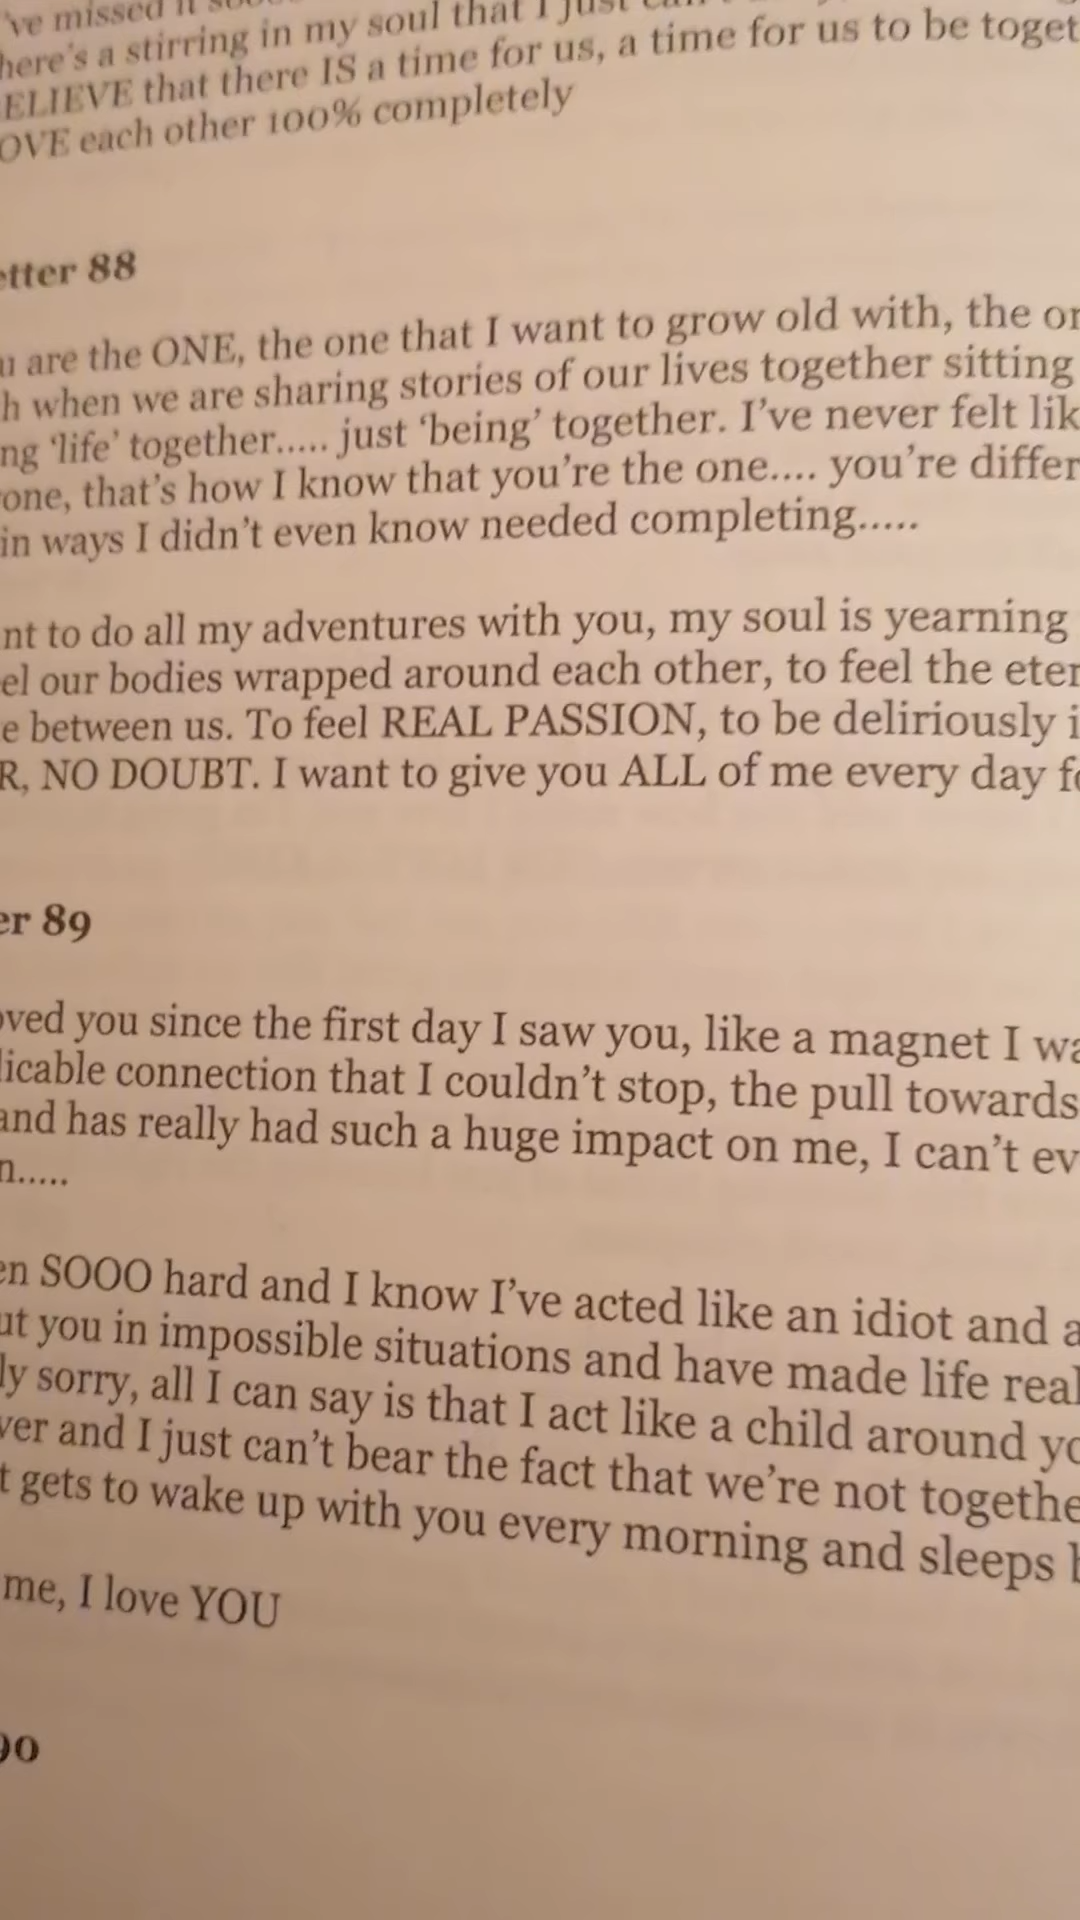 've missed it
here's a stirring in my soul that I just
ELIEVE that there IS a time for us, a time for us to be toget
OVE each other 100% completely
etter 88
u are the ONE, the one that I want to grow old with, the or
h when we are sharing stories of our lives together sitting
ng 'life' together..... just 'being' together. I've never felt lik
one, that's how I know that you're the one.... you're differ
in ways I didn't even know needed completing.....
nt to do all my adventures with you, my soul is yearning
el our bodies wrapped around each other, to feel the eter
e between us. To feel REAL PASSION, to be deliriously i
R, NO DOUBT. I want to give you ALL of me every day fo
er 89
oved you since the first day I saw you, like a magnet I wa
licable connection that I couldn't stop, the pull towards
and has really had such a huge impact on me, I can't ev
n.....
en SOOO hard and I know I've acted like an idiot and a
ut you in impossible situations and have made life real
ly sorry, all I can say is that I act like a child around yo
ver and I just can't bear the fact that we're not togethe
t gets to wake up with you every morning and sleeps b
me, I love YOU
90